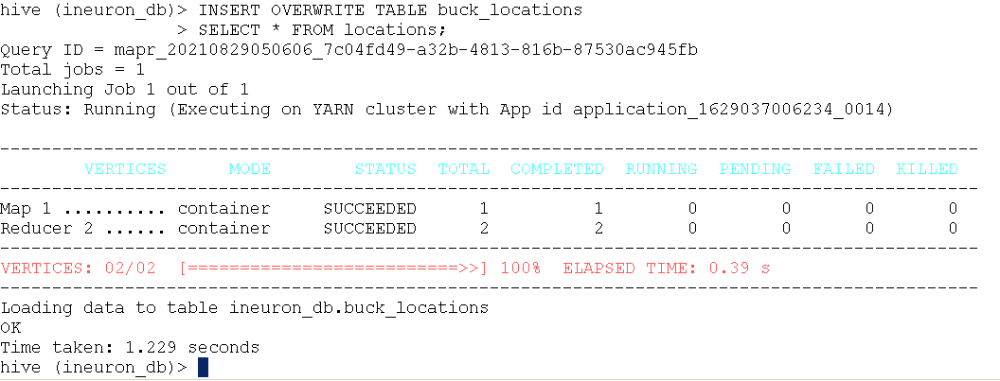 hive (ineuron_db)> INSERT OVERWRITE TABLE buck_locations
> SELECT * FROM locations;
Query ID = mapr_20210829050606_7c04fd49-a32b-4813-816b-87530ac945fb
Total jobs = 1
Launching Job 1 out of 1
Status: Running (Executing on YARN cluster with App id application_1629037006234_0014)
--------------------------------------------------------------------------------------
VERTICES MODE STATUS TOTAL COMPLETED RUNNING PENDING FAILED KILLED
--------------------------------------------------------------------------------------
Map 1 .......... container SUCCEEDED 1 1 0 0 0 0
Reducer 2 ...... container SUCCEEDED 2 2 0 0 0 0
--------------------------------------------------------------------------------------
VERTICES: 02/02 [==========================>>] 100% ELAPSED TIME: 0.39 s
--------------------------------------------------------------------------------------
Loading data to table ineuron_db.buck_locations
OK
Time taken: 1.229 seconds
hive (ineuron_db)>